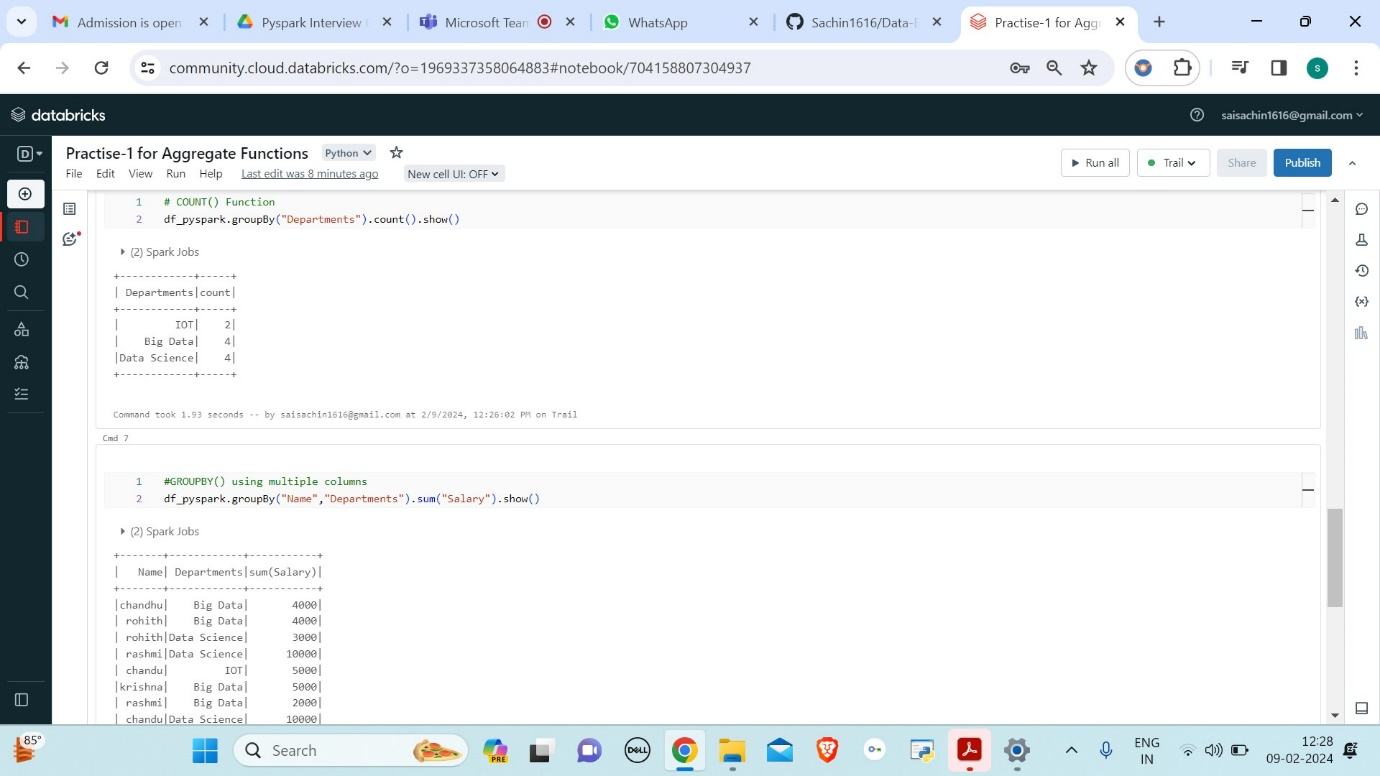 Admission is open
Pyspark Interview
Microsoft Team
WhatsApp
Sachin1616/Data-E
Practise-1 for Agg
community.cloud.databricks.com/?o=1969337358064883#notebook/704158807304937
S
databricks
saisachin1616@gmail.com
D
Practise-1 for Aggregate Functions Python
Run all
Trail
Share
Publish
File Edit View Run Help Last edit was 8 minutes ago New cell UI: OFF
1 # COUNT() Function
2 df_pyspark.groupBy("Departments").count().show()
(2) Spark Jobs
+------------+-----+
| Departments|count|
+------------+-----+
|         IOT|    2|
|    Big Data|    4|
|Data Science|    4|
+------------+-----+
Command took 1.93 seconds -- by saisachin1616@gmail.com at 2/9/2024, 12:26:02 PM on Trail
Cmd 7
1 #GROUPBY() using multiple columns
2 df_pyspark.groupBy("Name","Departments").sum("Salary").show()
(2) Spark Jobs
+-------+------------+-----------+
|   Name| Departments|sum(Salary)|
+-------+------------+-----------+
|chandhu|    Big Data|       4000|
| rohith|    Big Data|       4000|
| rohith|Data Science|       3000|
| rashmi|Data Science|      10000|
| chandu|         IOT|       5000|
|krishna|    Big Data|       5000|
| rashmi|    Big Data|       2000|
| chandu|Data Science|      10000|
85°
Search
PRE
DELL
ENG
IN
12:28
09-02-2024